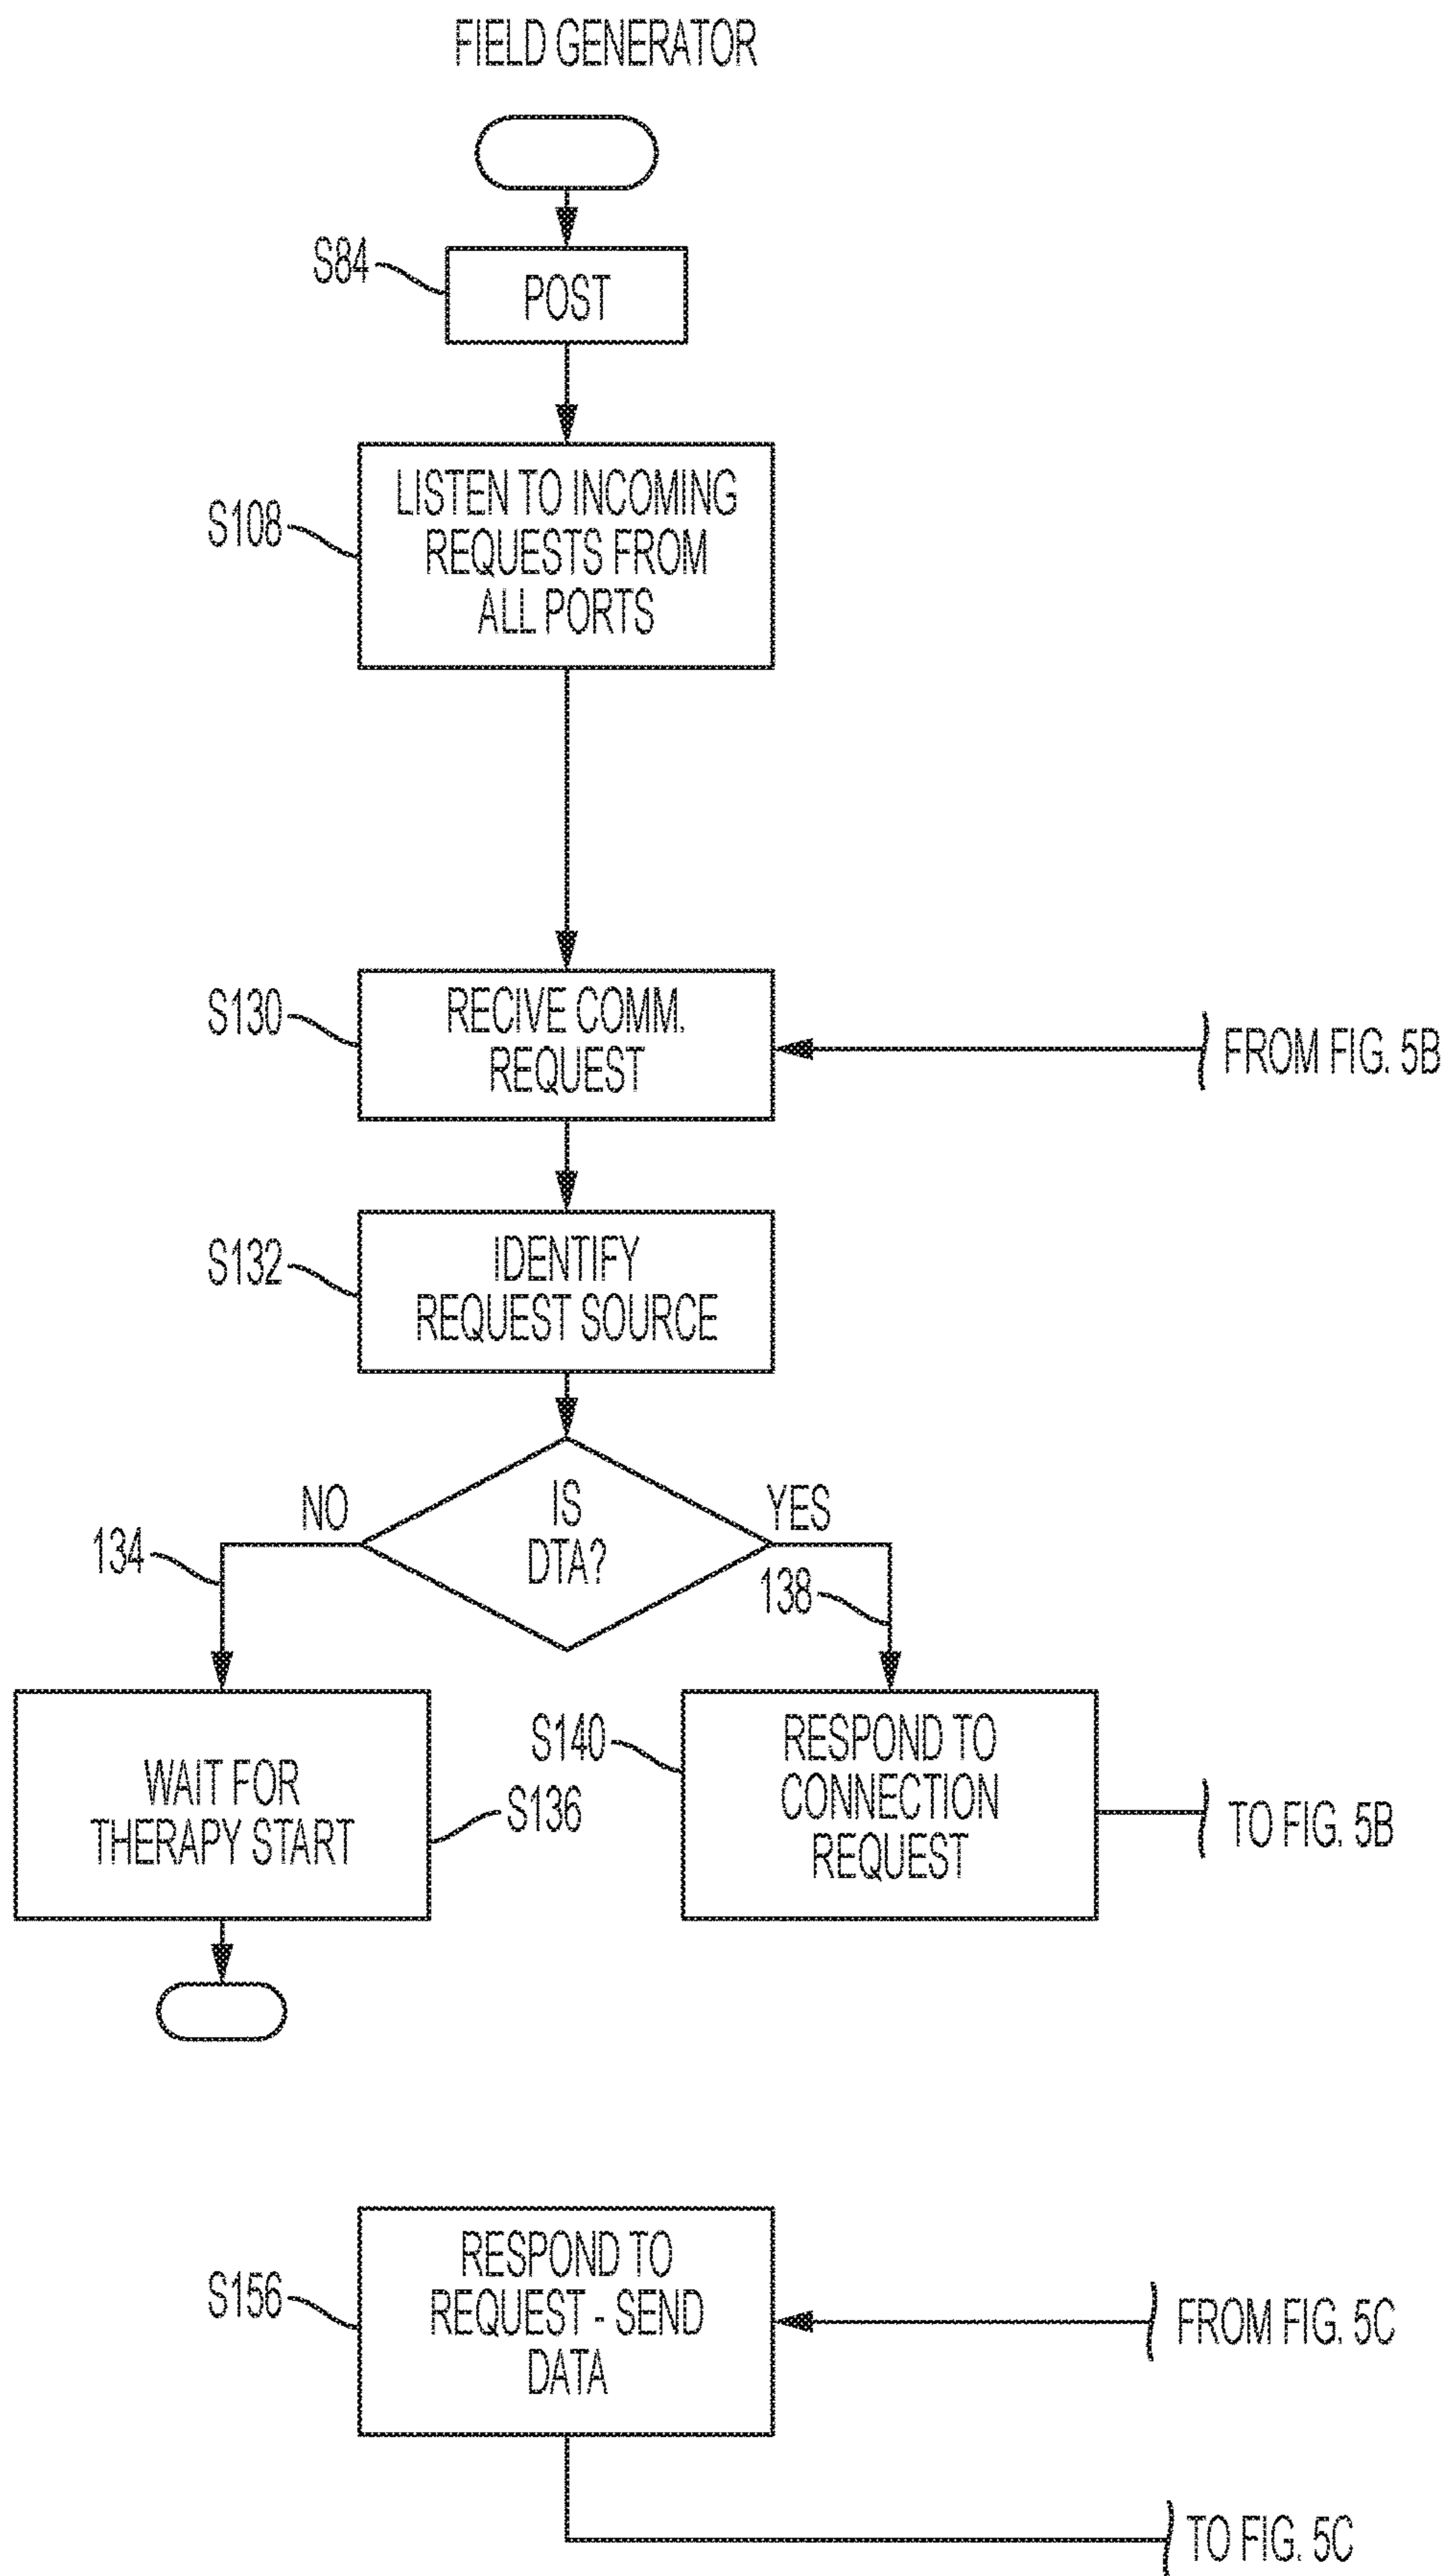 FIELD GENERATOR
S84
POST
S108
LISTEN TO INCOMING
REQUESTS FROM
ALL PORTS
S130
RECIVE COMM.
REQUEST
FROM FIG. 5B
S132
IDENTIFY
REQUEST SOURCE
NO
IS
DTA?
YES
134
138
WAIT FOR
THERAPY START
S136
S140
RESPOND TO
CONNECTION
REQUEST
TO FIG. 5B
S156
RESPOND TO
REQUEST - SEND
DATA
FROM FIG. 5C
TO FIG. 5C